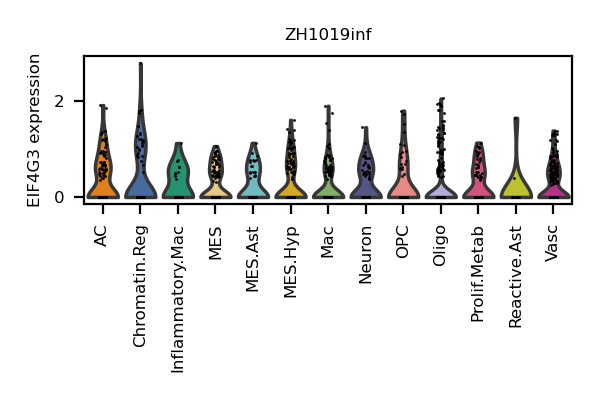 ZH1019inf
EIF4G3 expression
2
0
AC
Chromatin.Reg
Inflammatory.Mac
MES
MES.Ast
MES.Hyp
Mac
Neuron
OPC
Oligo
Prolif.Metab
Reactive.Ast
Vasc